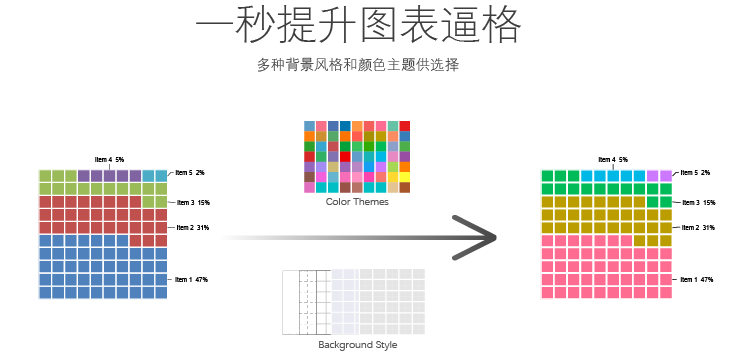 一秒提升图表逼格
多种背景风格和颜色主题供选择
Item 4 5%
Item 5 2%
Item 3 15%
Item 2 31%
Item 1 47%
Color Themes
Background Style
Item 4 5%
Item 5 2%
Item 3 15%
Item 2 31%
Item 1 47%